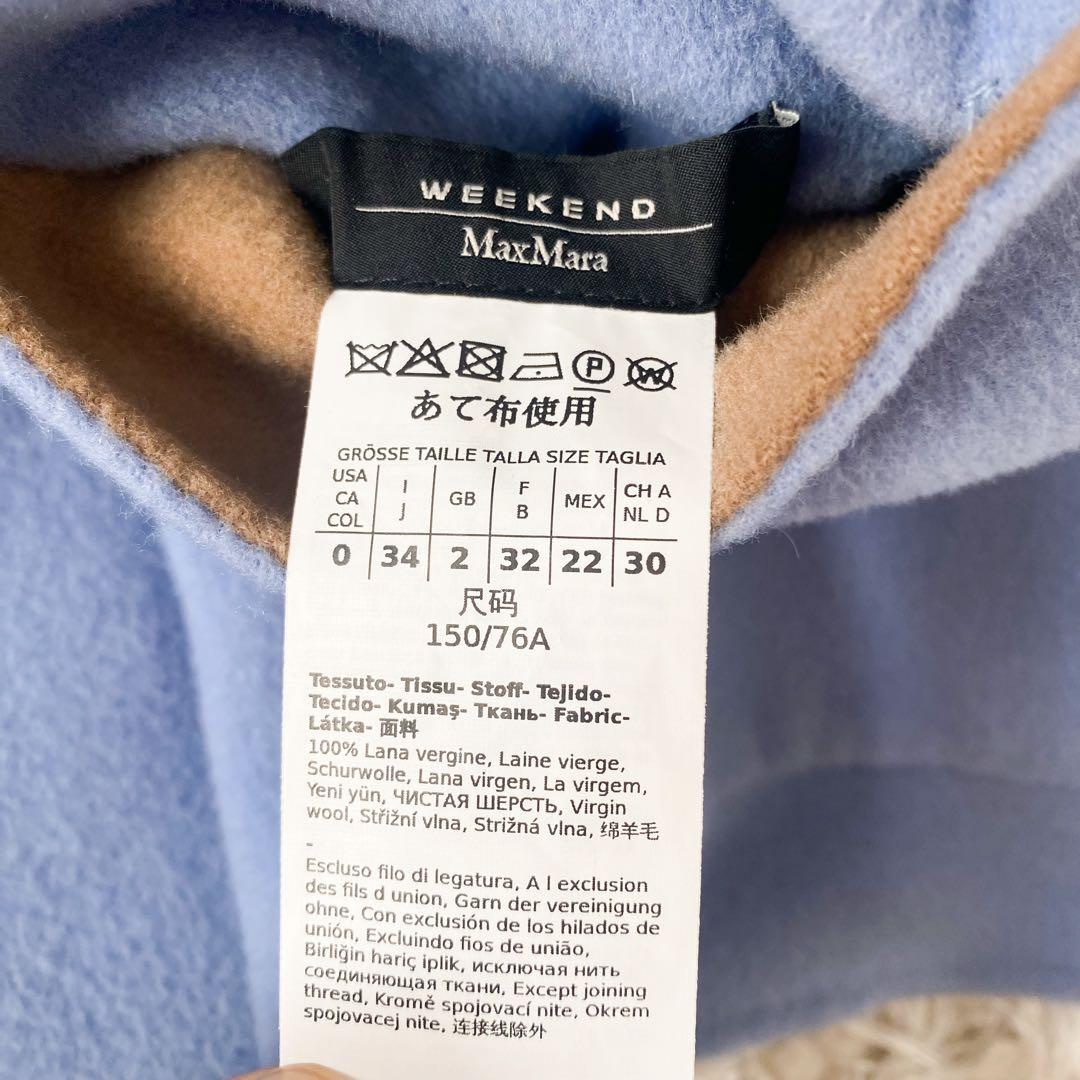 WEEKEND
MaxMara
P W
あて布使用
GRÖSSE TAILLE TALLA SIZE TAGLIA
USA CA COL | I J | GB | F B | MEX | CH A NL D
0 | 34 | 2 | 32 | 22 | 30
尺码
150/76A
Tessuto- Tissu- Stoff- Tejido-
Tecido- Kumaş- Ткань- Fabric-
Látka- 面料
100% Lana vergine, Laine vierge,
Schurwolle, Lana virgen, La virgem,
Yeni yün, ЧИСТАЯ ШЕРСТЬ, Virgin
wool, Střižní vlna, Strižná vlna, 绵羊毛
-
Escluso filo di legatura, A l exclusion
des fils d union, Garn der vereinigung
ohne, Con exclusión de los hilados de
unión, Excluindo fios de união,
Birliğin hariç iplik, исключая нить
соединяющая ткани, Except joining
thread, Kromě spojovací nite, Okrem
spojovacej nite, 连接线除外